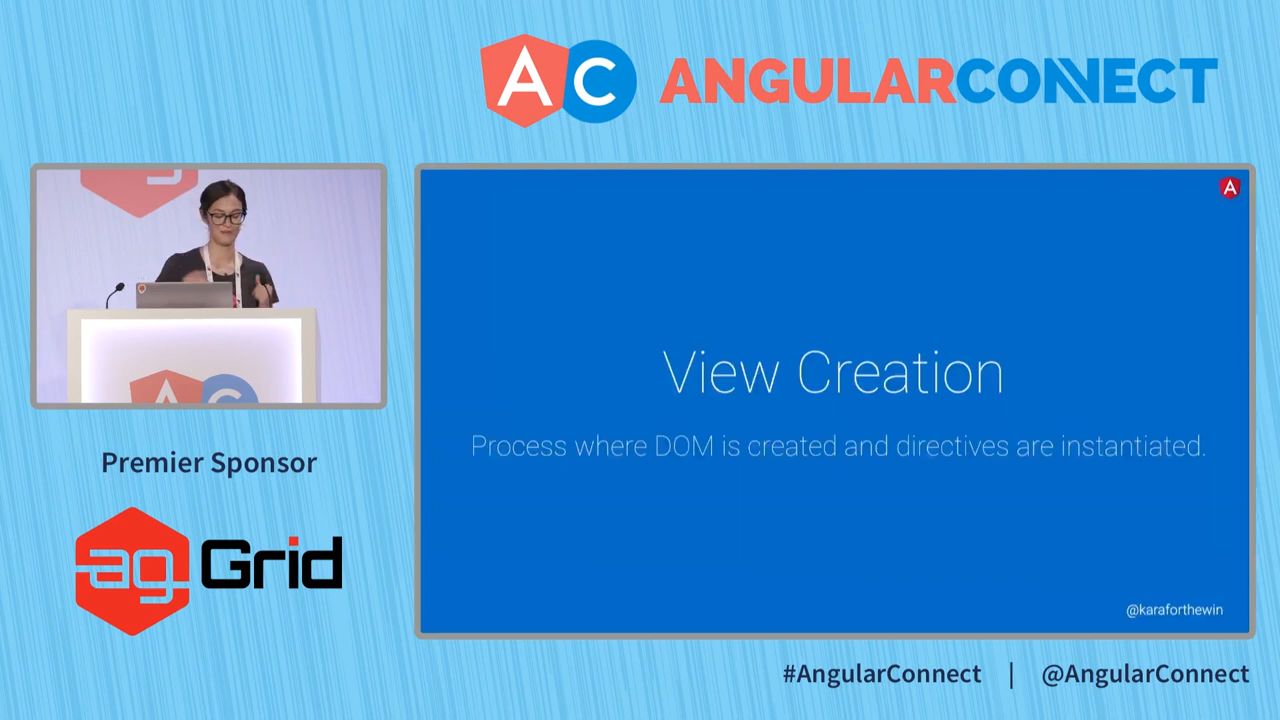 AC ANGULARCONNECT
A
View Creation
Process where DOM is created and directives are instantiated.
@karaforthewin
Premier Sponsor
ag Grid
#AngularConnect | @AngularConnect